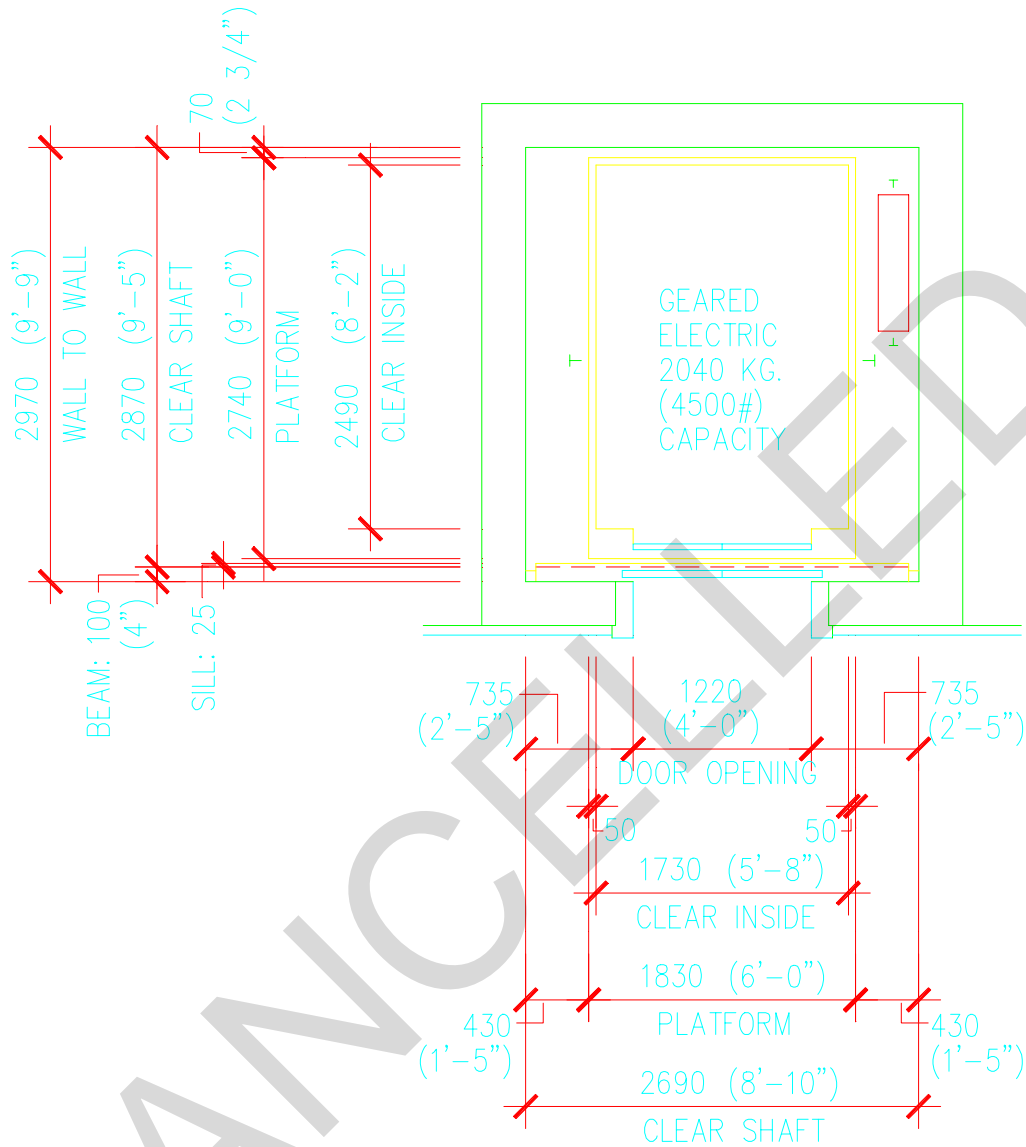 70
(2 3/4")
2970 (9'-9")
WALL TO WALL
2870 (9'-5")
CLEAR SHAFT
2740 (9'-0")
PLATFORM
2490 (8'-2")
CLEAR INSIDE
BEAM: 100
(4")
SILL: 25
GEARED
ELECTRIC
2040 KG.
(4500#)
CAPACITY
735
(2'-5")
1220
(4'-0")
735
(2'-5")
DOOR OPENING
50
50
1730 (5'-8")
CLEAR INSIDE
1830 (6'-0")
PLATFORM
430
(1'-5")
430
(1'-5")
2690 (8'-10")
CLEAR SHAFT
ANCELLED